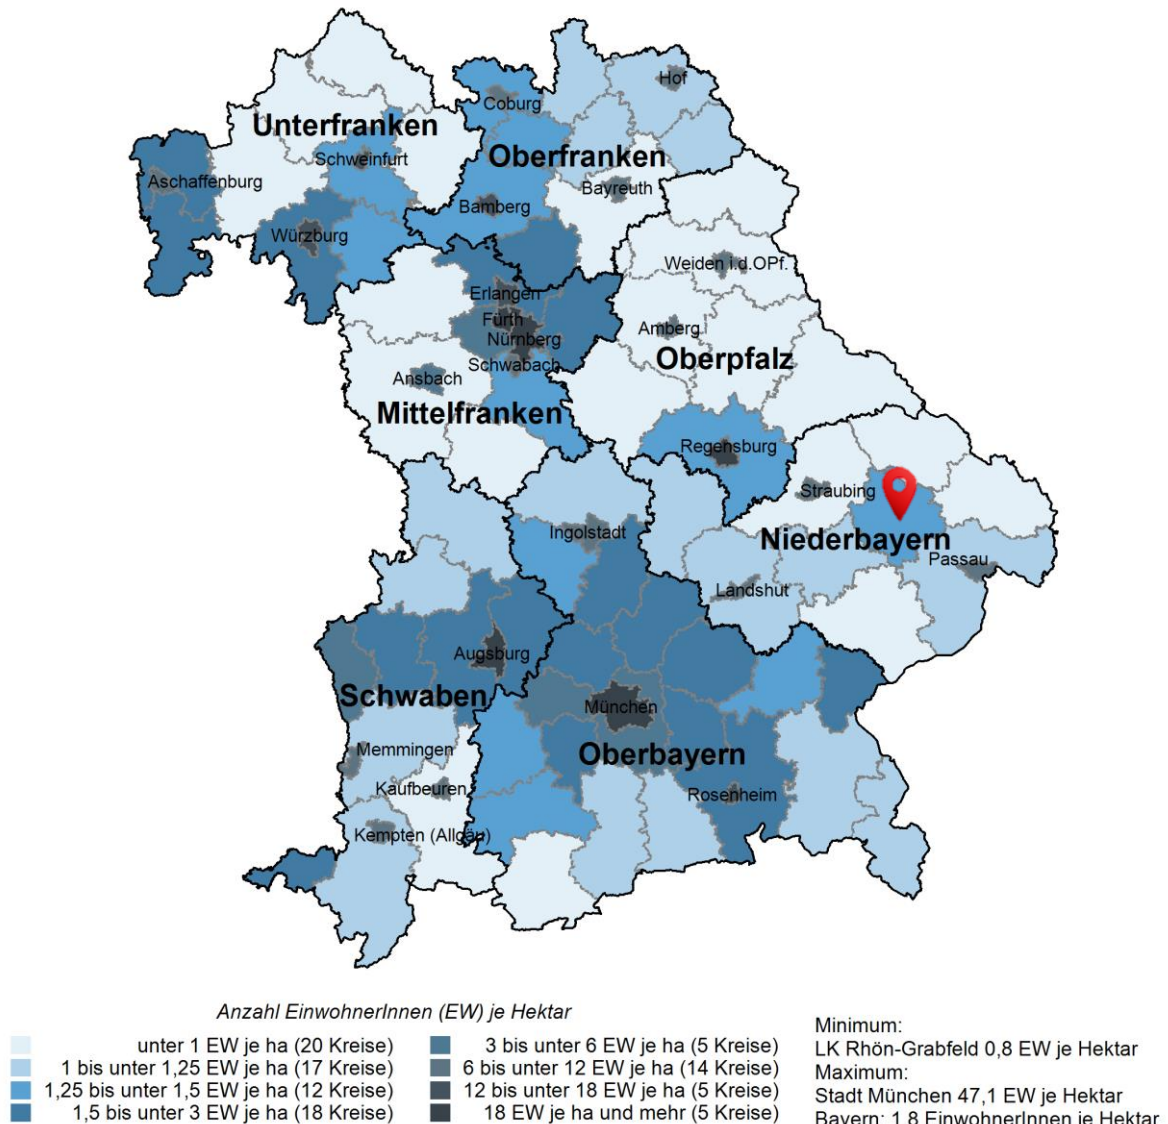 Hof
Coburg
Unterfranken
Oberfranken
Schweinfurt
Aschaffenburg
Bayreuth
Bamberg
Würzburg
Weiden i.d.OPf.
Erlangen
Fürth
Nürnberg
Amberg
Oberpfalz
Schwabach
Ansbach
Mittelfranken
Regensburg
Straubing
Ingolstadt
Niederbayern
Passau
Landshut
Augsburg
Schwaben
München
Memmingen
Oberbayern
Kaufbeuren
Rosenheim
Kempten (Allgäu)
Anzahl EinwohnerInnen (EW) je Hektar
unter 1 EW je ha (20 Kreise)
1 bis unter 1,25 EW je ha (17 Kreise)
1,25 bis unter 1,5 EW je ha (12 Kreise)
1,5 bis unter 3 EW je ha (18 Kreise)
3 bis unter 6 EW je ha (5 Kreise)
6 bis unter 12 EW je ha (14 Kreise)
12 bis unter 18 EW je ha (5 Kreise)
18 EW je ha und mehr (5 Kreise)
Minimum:
LK Rhön-Grabfeld 0,8 EW je Hektar
Maximum:
Stadt München 47,1 EW je Hektar
Bayern: 1,8 EinwohnerInnen je Hektar